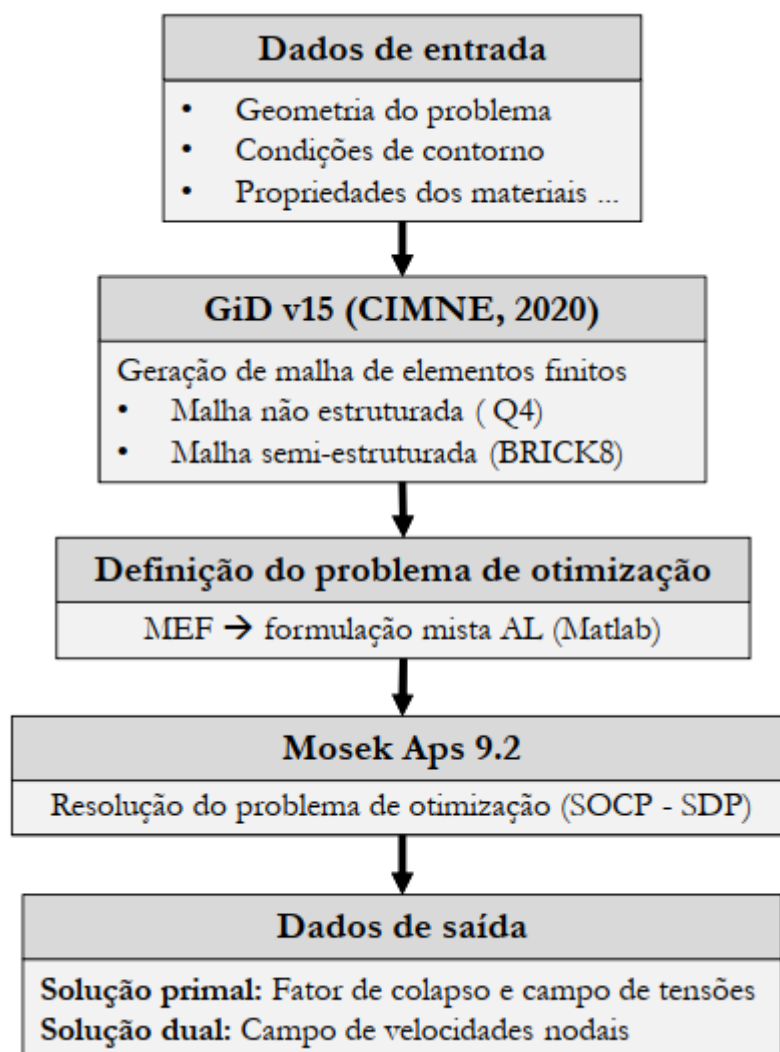 Dados de entrada
• Geometria do problema
• Condições de contorno
• Propriedades dos materiais ...
GiD v15 (CIMNE, 2020)
Geração de malha de elementos finitos
• Malha não estruturada ( Q4)
• Malha semi-estruturada (BRICK8)
Definição do problema de otimização
MEF → formulação mista AL (Matlab)
Mosek Aps 9.2
Resolução do problema de otimização (SOCP - SDP)
Dados de saída
Solução primal: Fator de colapso e campo de tensões
Solução dual: Campo de velocidades nodais